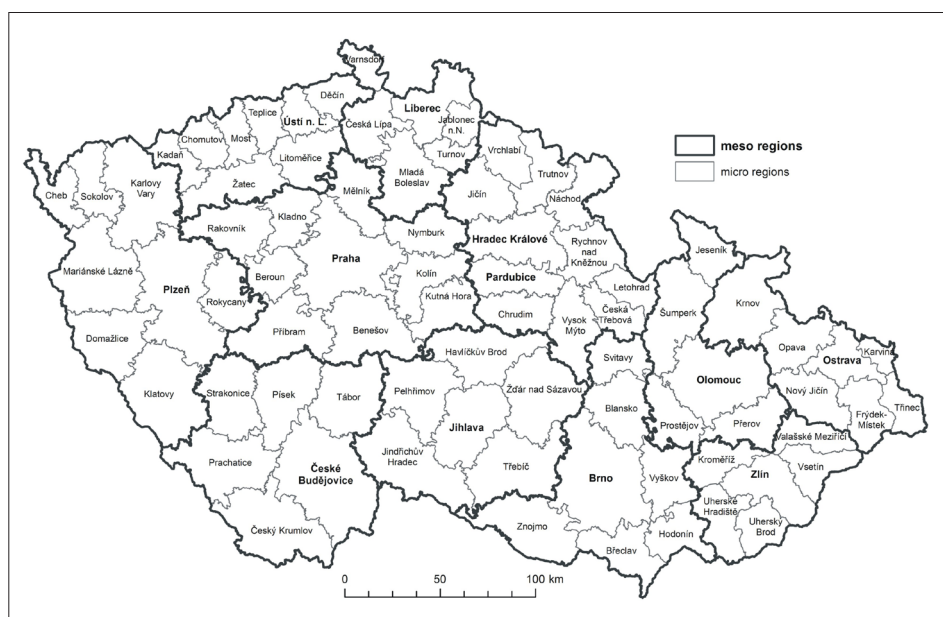 Varnsdorf
Děčín
Teplice
Ústí n. L.
Liberec
Jablonec
n.N.
Česká Lípa
Chomutov
Most
Kadaň
Litoměřice
Turnov
Vrchlabí
Trutnov
Mladá
Boleslav
Karlovy
Vary
Cheb
Sokolov
Žatec
Mělník
Jičín
Náchod
Kladno
Rakovník
Nymburk
Hradec Králové
Rychnov
nad
Kněžnou
Jeseník
Mariánské Lázně
Plzeň
Beroun
Praha
Kolín
Pardubice
Letohrad
Krnov
Rokycany
Kutná Hora
Chrudim
Vysok
Mýto
Česká
Třebová
Šumperk
Domažlice
Příbram
Benešov
Opava
Ostrava
Karviná
Havlíčkův Brod
Svitavy
Klatovy
Strakonice
Písek
Tábor
Pelhřimov
Žďár nad Sázavou
Olomouc
Nový Jičín
Třinec
Blansko
Frýdek-
Místek
Jihlava
Prostějov
Přerov
Valašské Meziříčí
Jindřichův
Hradec
Prachatice
České
Budějovice
Třebíč
Brno
Vyškov
Kroměříž
Zlín
Vsetín
Uherské
Hradiště
Uherský
Brod
Český Krumlov
Znojmo
Hodonín
Břeclav
meso regions
micro regions
0 50 100 km